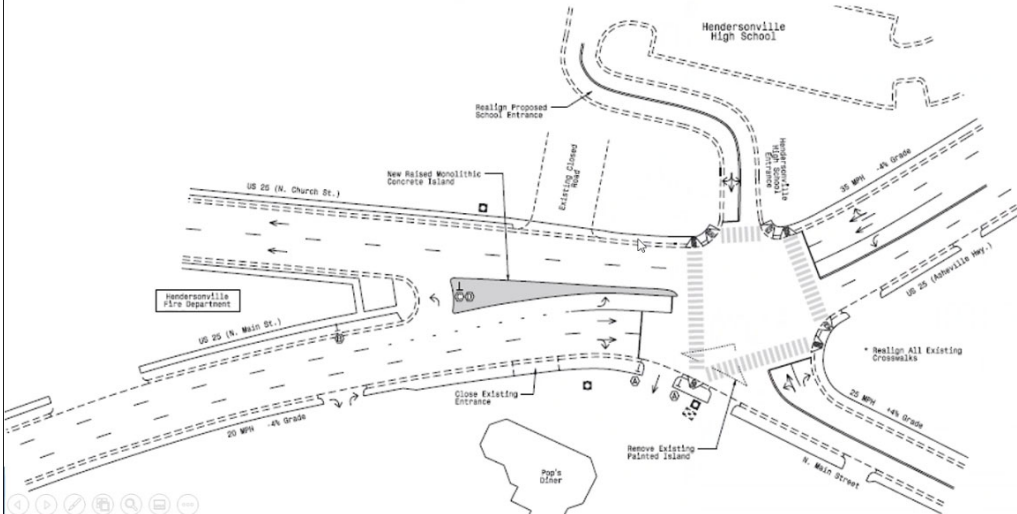 Hendersonville
High School
Realign Proposed
School Entrance
Hendersonville
High School
Entrance
35 MPH -4% Grade
New Raised Monolithic
Concrete Island
Existing Closed
Road
US 25 (N. Church St.)
US 25 (Asheville Hwy.)
Hendersonville
Fire Department
US 25 (N. Main St.)
* Realign All Existing
Crosswalks
Close Existing
Entrance
A
A
25 MPH +4% Grade
20 MPH -4% Grade
Remove Existing
Painted Island
N. Main Street
Pop's
Diner